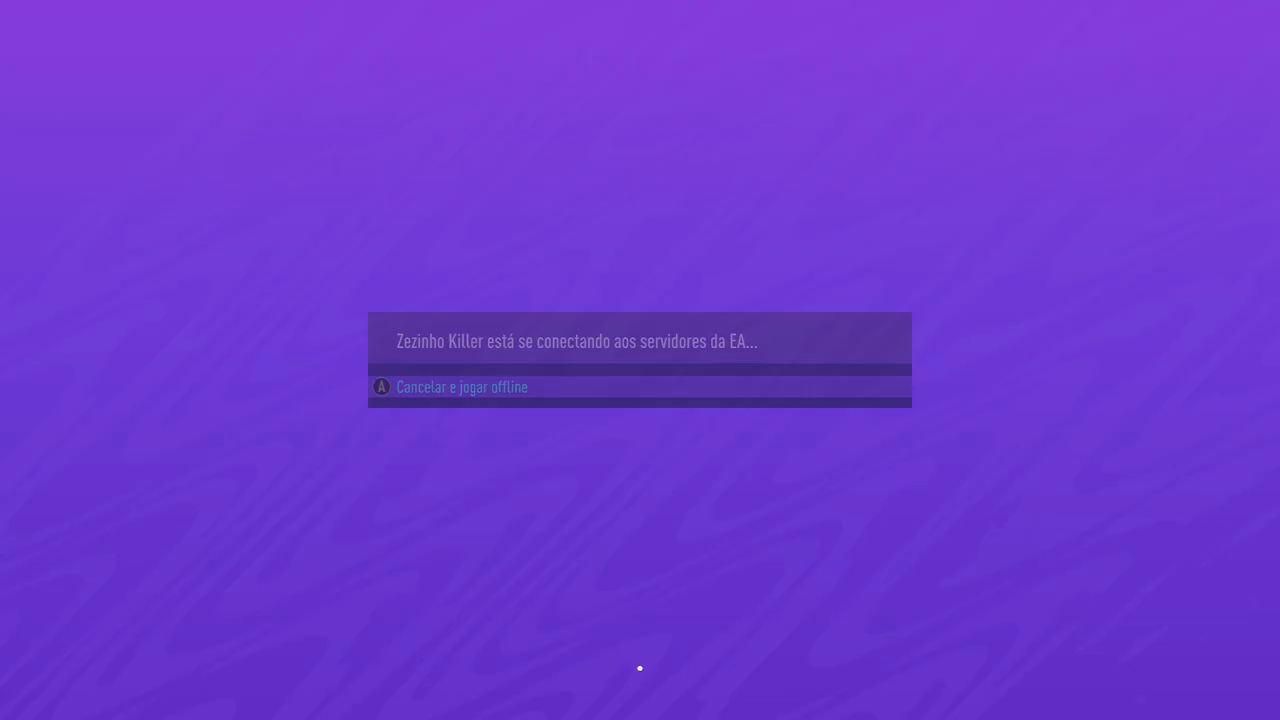 Zezinho Killer está se conectando aos servidores da EA...
A Cancelar e jogar offline